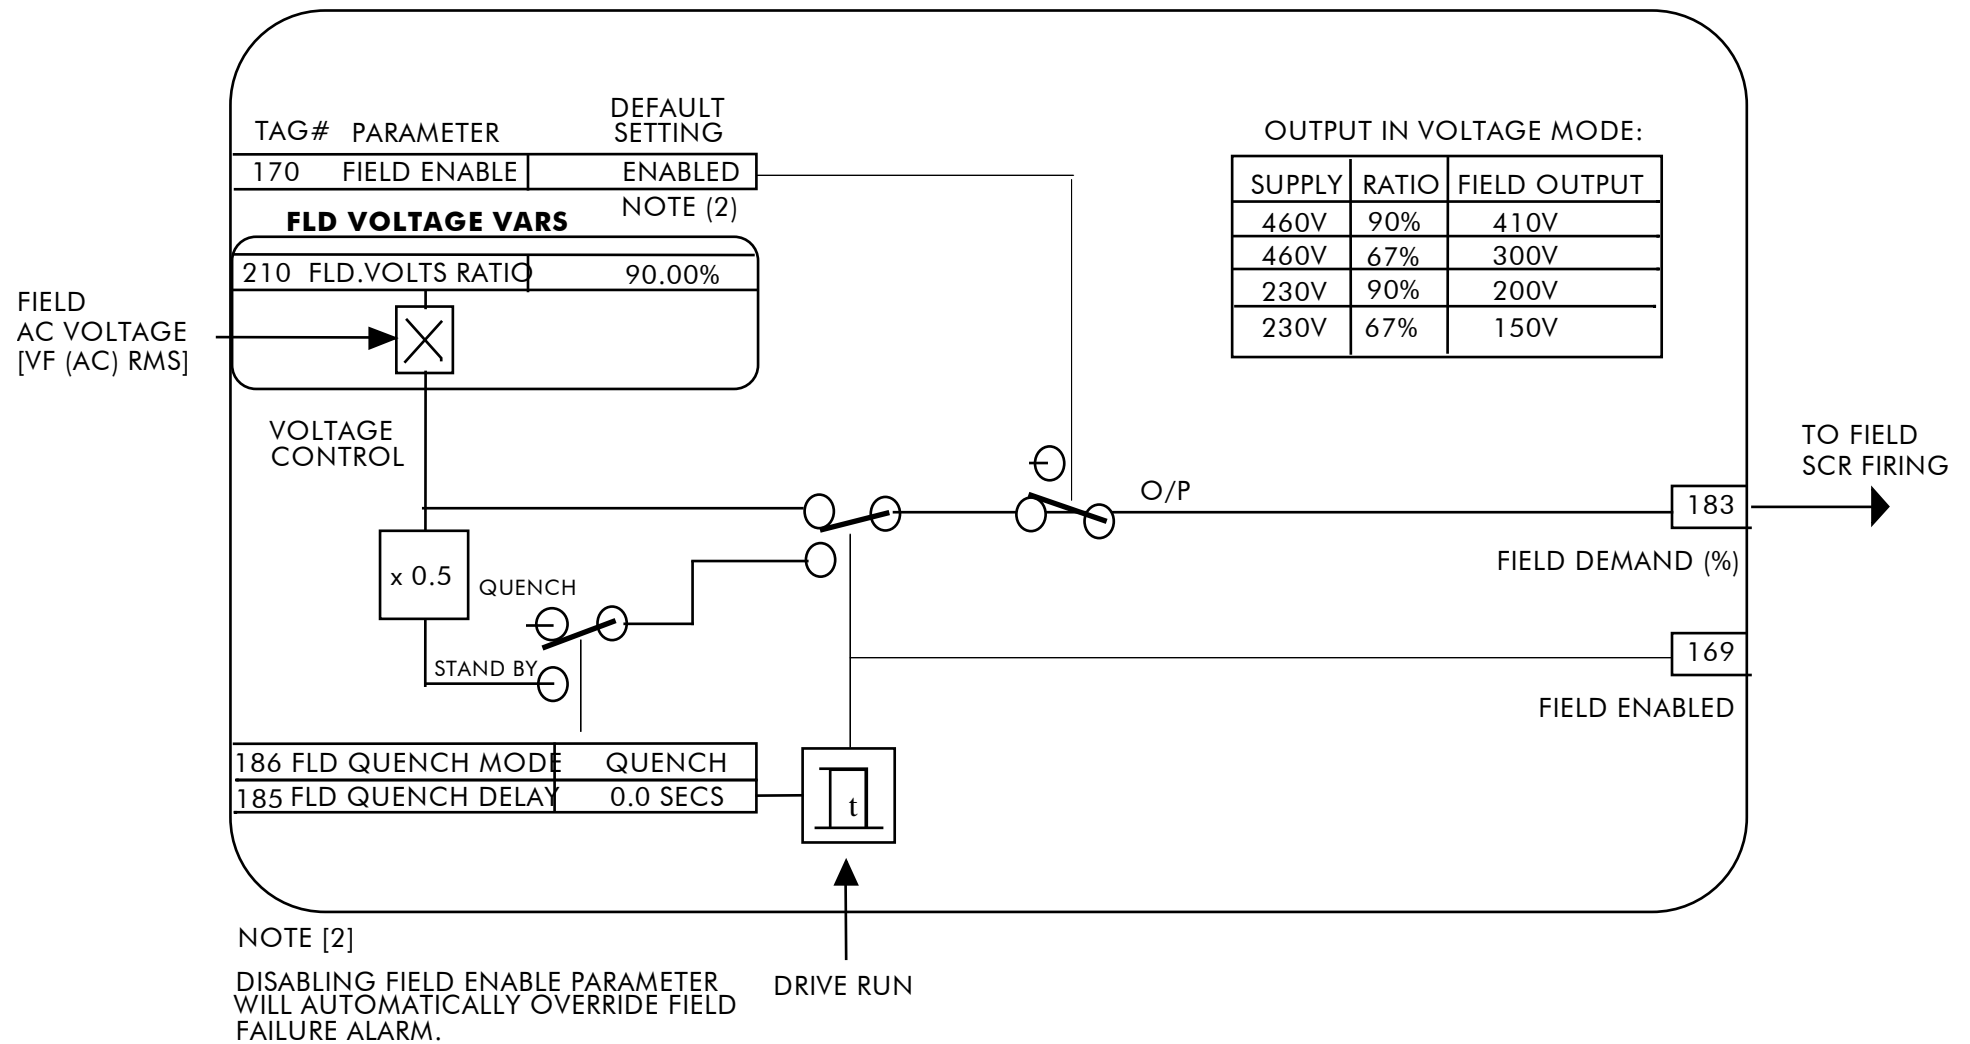 TAG# PARAMETER DEFAULT SETTING
170 FIELD ENABLE ENABLED
NOTE (2)
FLD VOLTAGE VARS
210 FLD.VOLTS RATIO 90.00%
FIELD
AC VOLTAGE
[VF (AC) RMS]
VOLTAGE
CONTROL
OUTPUT IN VOLTAGE MODE:
SUPPLY RATIO FIELD OUTPUT
460V 90% 410V
460V 67% 300V
230V 90% 200V
230V 67% 150V
O/P
183
TO FIELD
SCR FIRING
FIELD DEMAND (%)
x 0.5
QUENCH
STAND BY
169
FIELD ENABLED
186 FLD QUENCH MODE QUENCH
185 FLD QUENCH DELAY 0.0 SECS
t
DRIVE RUN
NOTE [2]
DISABLING FIELD ENABLE PARAMETER
WILL AUTOMATICALLY OVERRIDE FIELD
FAILURE ALARM.